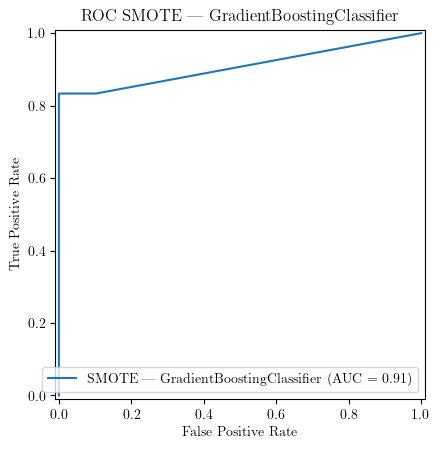 ROC SMOTE — GradientBoostingClassifier
1.0
0.8
0.6
0.4
0.2
0.0
True Positive Rate
SMOTE — GradientBoostingClassifier (AUC = 0.91)
0.0 0.2 0.4 0.6 0.8 1.0
False Positive Rate